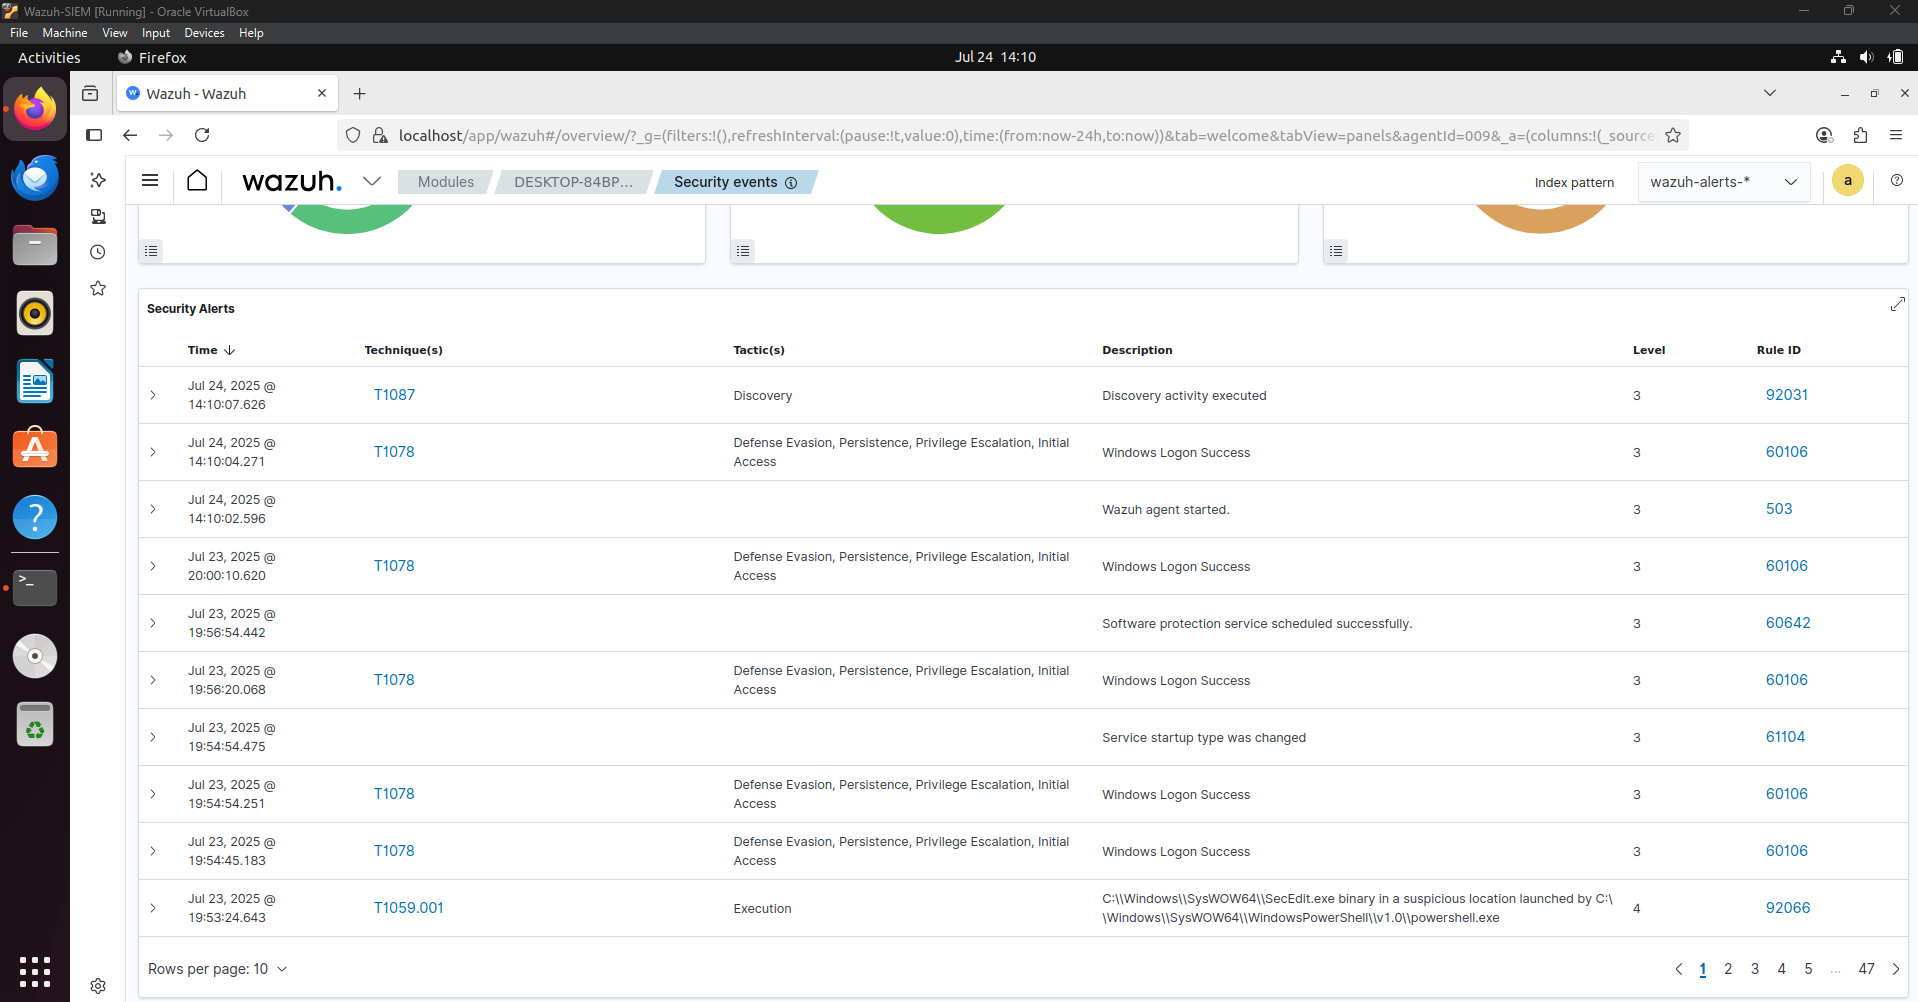 Wazuh-SIEM [Running] - Oracle VirtualBox
File Machine View Input Devices Help
Activities Firefox Jul 24 14:10
Wazuh - Wazuh
localhost/app/wazuh#/overview/?_g=(filters:!(),refreshInterval:(pause:!t,value:0),time:(from:now-24h,to:now))&tab=welcome&tabView=panels&agentId=009&_a=(columns:!(_source
wazuh. Modules DESKTOP-84BP... Security events Index pattern wazuh-alerts-* a
Security Alerts
Time Technique(s) Tactic(s) Description Level Rule ID
Jul 24, 2025 @
14:10:07.626 T1087 Discovery Discovery activity executed 3 92031
Jul 24, 2025 @
14:10:04.271 T1078 Defense Evasion, Persistence, Privilege Escalation, Initial
Access Windows Logon Success 3 60106
Jul 24, 2025 @
14:10:02.596 Wazuh agent started. 3 503
Jul 23, 2025 @
20:00:10.620 T1078 Defense Evasion, Persistence, Privilege Escalation, Initial
Access Windows Logon Success 3 60106
Jul 23, 2025 @
19:56:54.442 Software protection service scheduled successfully. 3 60642
Jul 23, 2025 @
19:56:20.068 T1078 Defense Evasion, Persistence, Privilege Escalation, Initial
Access Windows Logon Success 3 60106
Jul 23, 2025 @
19:54:54.475 Service startup type was changed 3 61104
Jul 23, 2025 @
19:54:54.251 T1078 Defense Evasion, Persistence, Privilege Escalation, Initial
Access Windows Logon Success 3 60106
Jul 23, 2025 @
19:54:45.183 T1078 Defense Evasion, Persistence, Privilege Escalation, Initial
Access Windows Logon Success 3 60106
Jul 23, 2025 @
19:53:24.643 T1059.001 Execution C:\\Windows\\SysWOW64\\SecEdit.exe binary in a suspicious location launched by C:\
\Windows\\SysWOW64\\WindowsPowerShell\\v1.0\\powershell.exe 4 92066
Rows per page: 10 1 2 3 4 5 ... 47